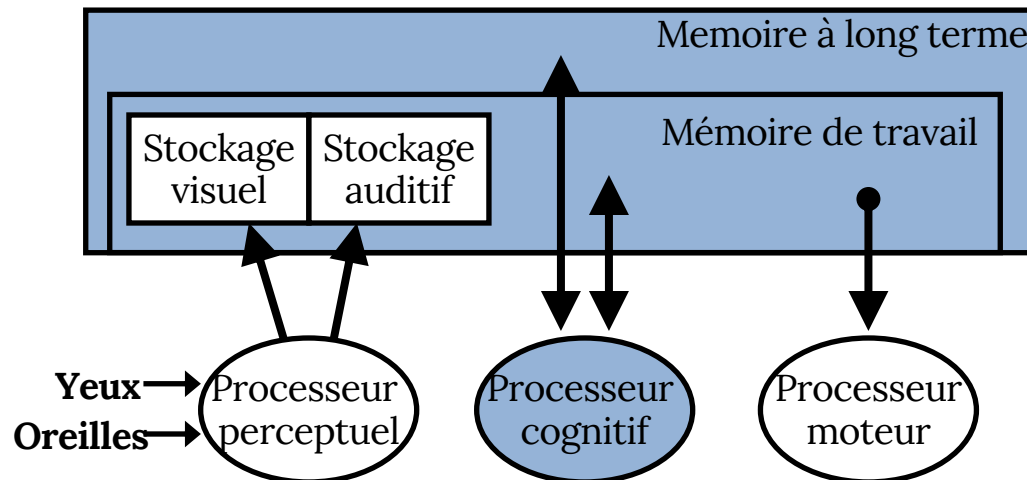 Memoire à long terme
Mémoire de travail
Stockage
visuel
Stockage
auditif
Yeux
Oreilles
Processeur
perceptuel
Processeur
cognitif
Processeur
moteur